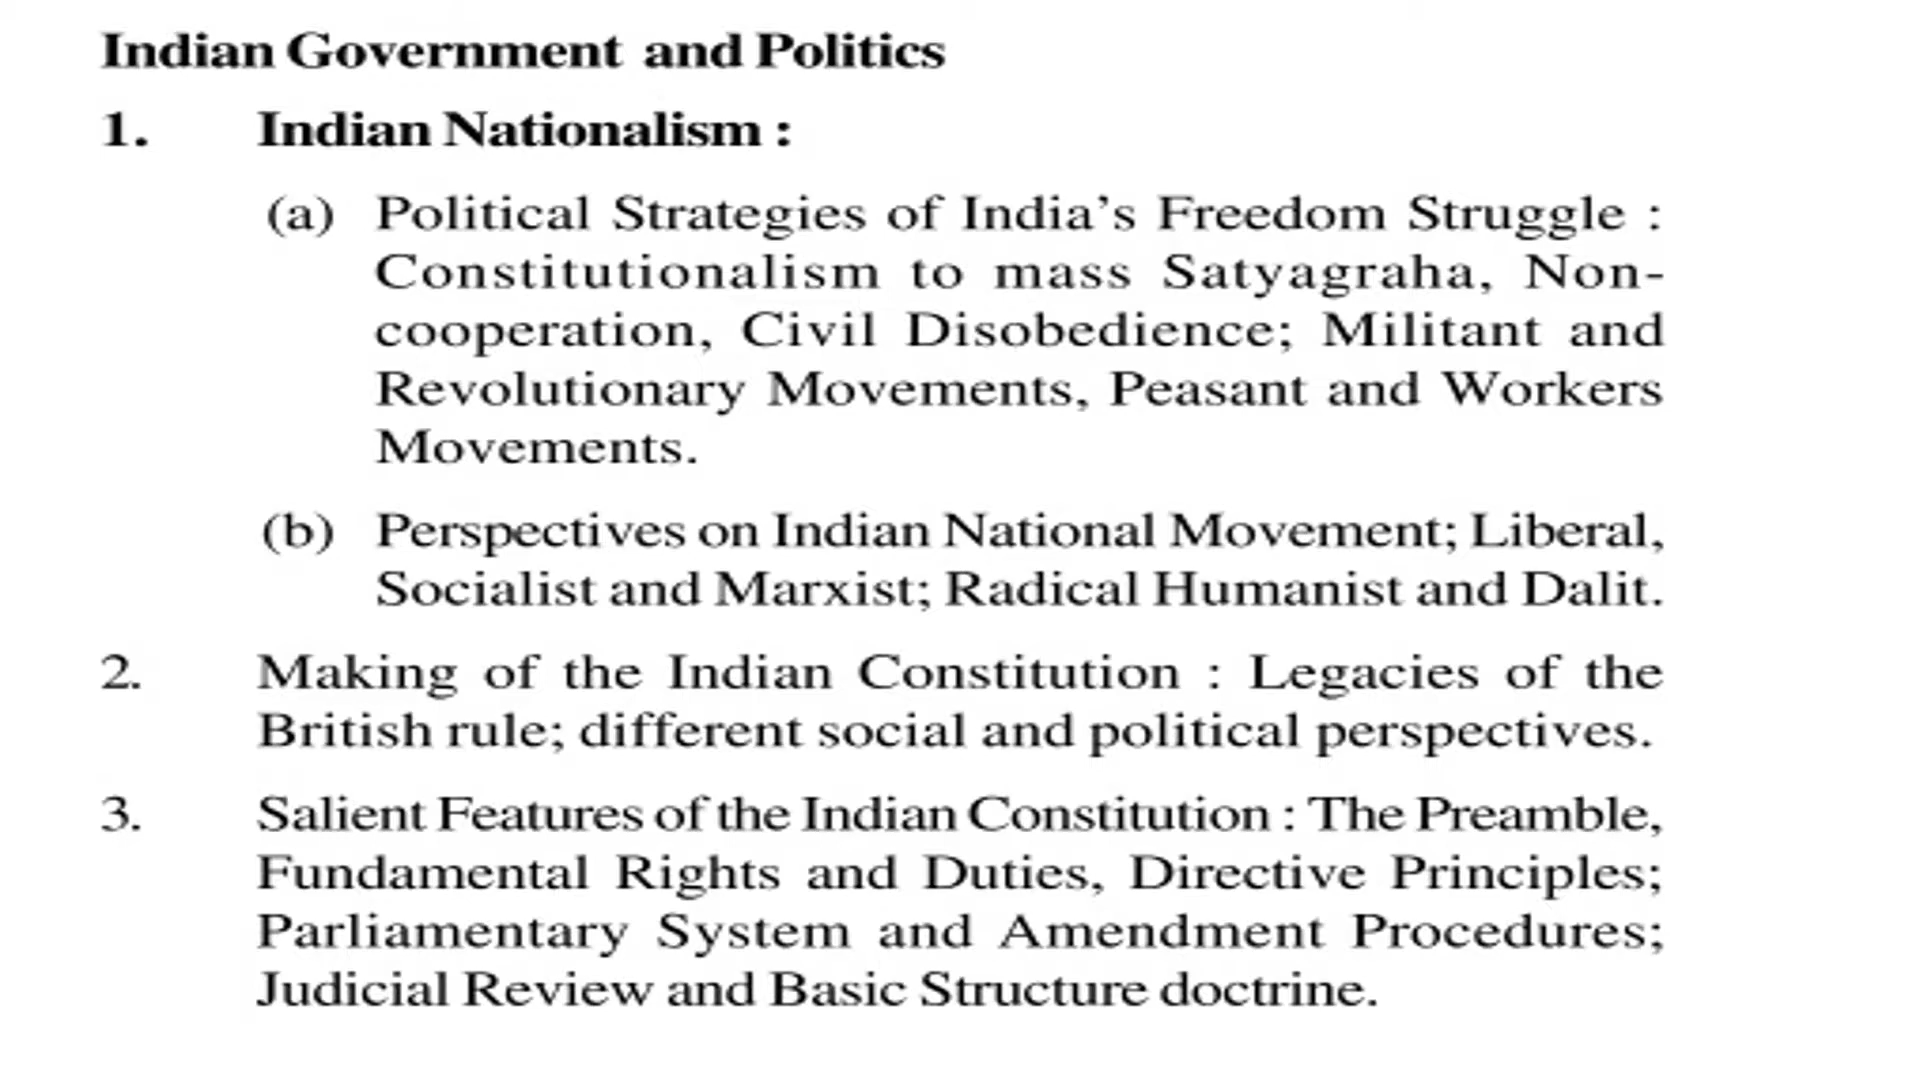 Indian Government and Politics
1. Indian Nationalism :
(a) Political Strategies of India's Freedom Struggle :
Constitutionalism to mass Satyagraha, Non-
cooperation, Civil Disobedience; Militant and
Revolutionary Movements, Peasant and Workers
Movements.
(b) Perspectives on Indian National Movement; Liberal,
Socialist and Marxist; Radical Humanist and Dalit.
2. Making of the Indian Constitution : Legacies of the
British rule; different social and political perspectives.
3. Salient Features of the Indian Constitution : The Preamble,
Fundamental Rights and Duties, Directive Principles;
Parliamentary System and Amendment Procedures;
Judicial Review and Basic Structure doctrine.